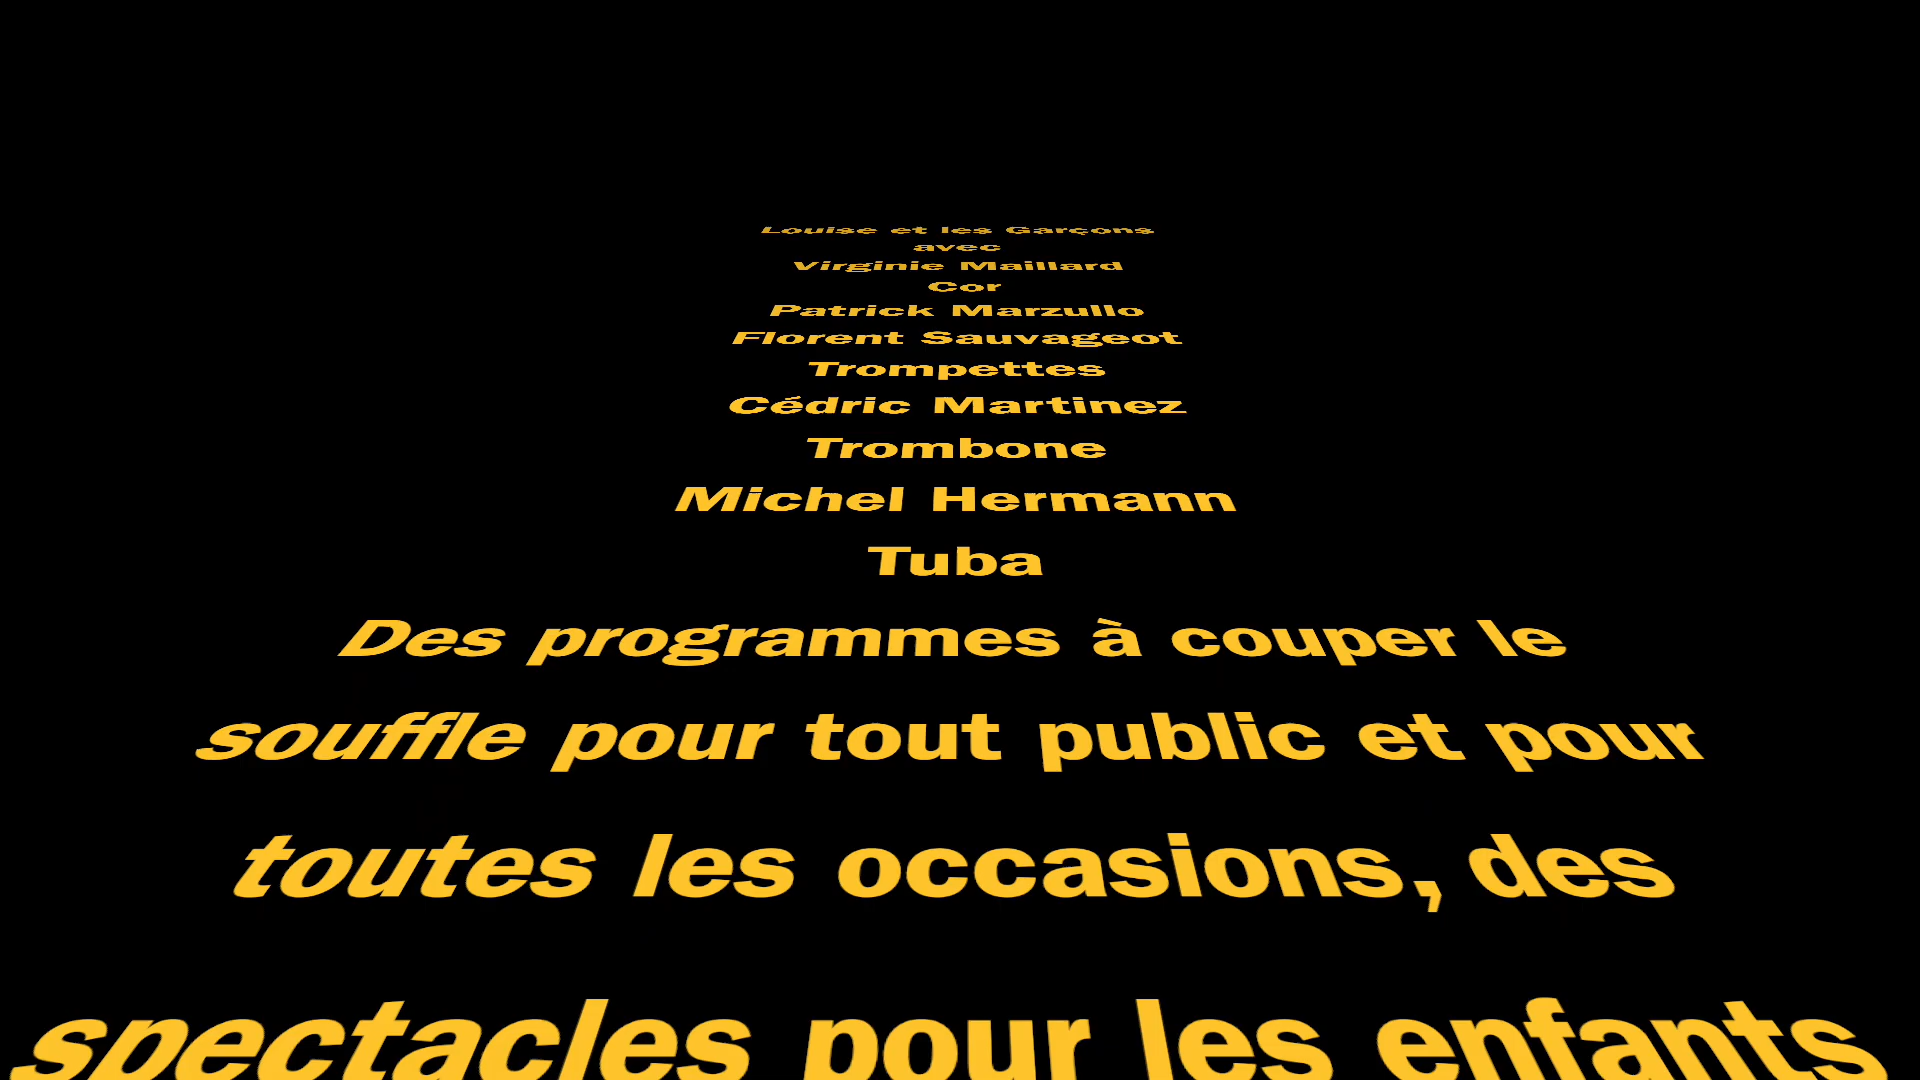 Louise et les Garçons
avec
Virginie Maillard
Cor
Patrick Marzullo
Florent Sauvageot
Trompettes
Cédric Martinez
Trombone
Michel Hermann
Tuba
Des programmes à couper le
souffle pour tout public et pour
toutes les occasions, des
spectacles pour les enfants